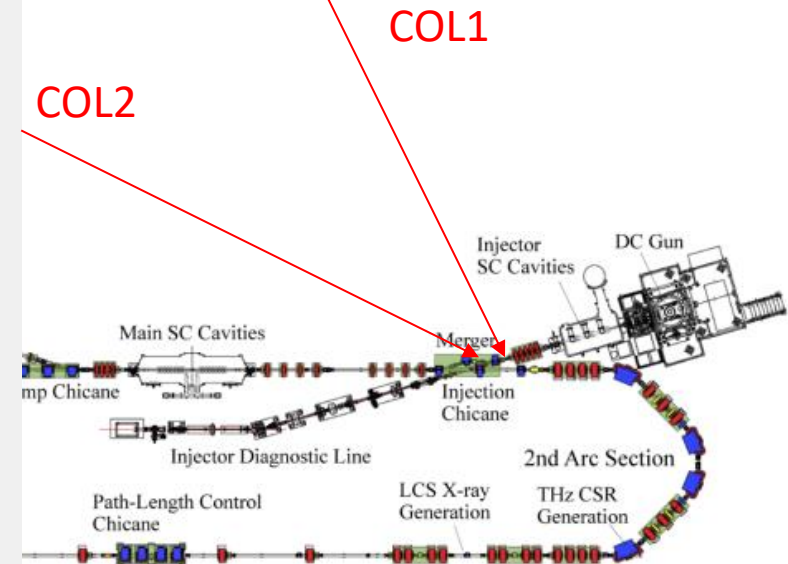 COL1
COL2
Injector
SC Cavities
DC Gun
Main SC Cavities
Merger
mp Chicane
Injection
Chicane
Injector Diagnostic Line
2nd Arc Section
Path-Length Control
Chicane
LCS X-ray
Generation
THz CSR
Generation